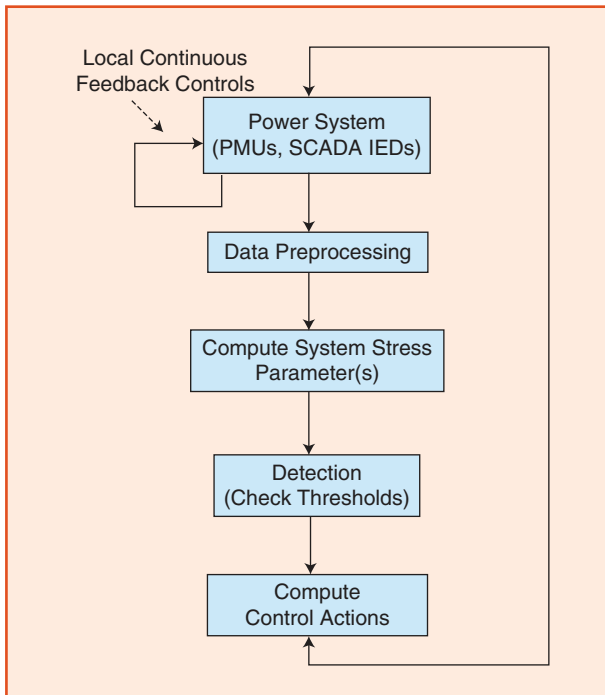 Local Continuous
Feedback Controls
Power System
(PMUs, SCADA IEDs)
Data Preprocessing
Compute System Stress
Parameter(s)
Detection
(Check Thresholds)
Compute
Control Actions